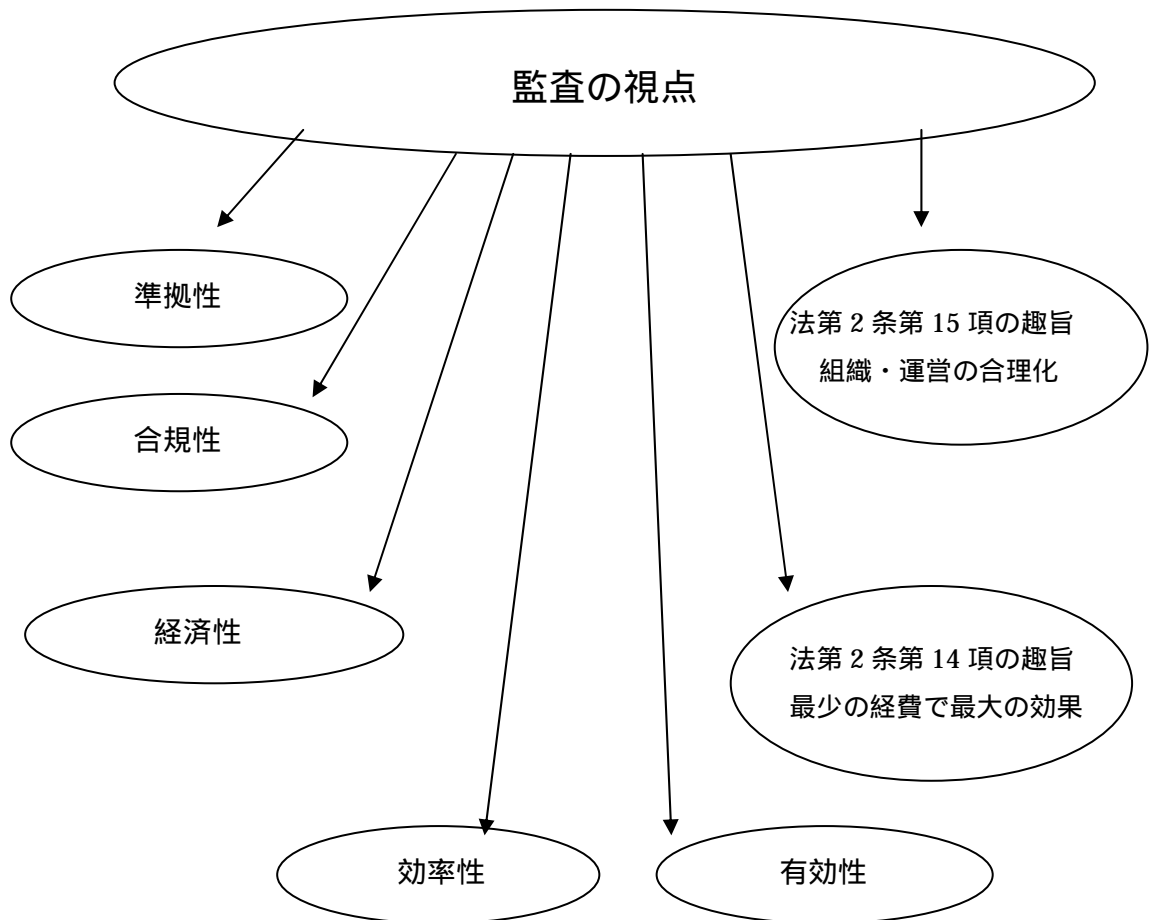 監査の視点
準拠性
法第 2 条第 15 項の趣旨
組織・運営の合理化
合規性
経済性
法第 2 条第 14 項の趣旨
最少の経費で最大の効果
効率性
有効性